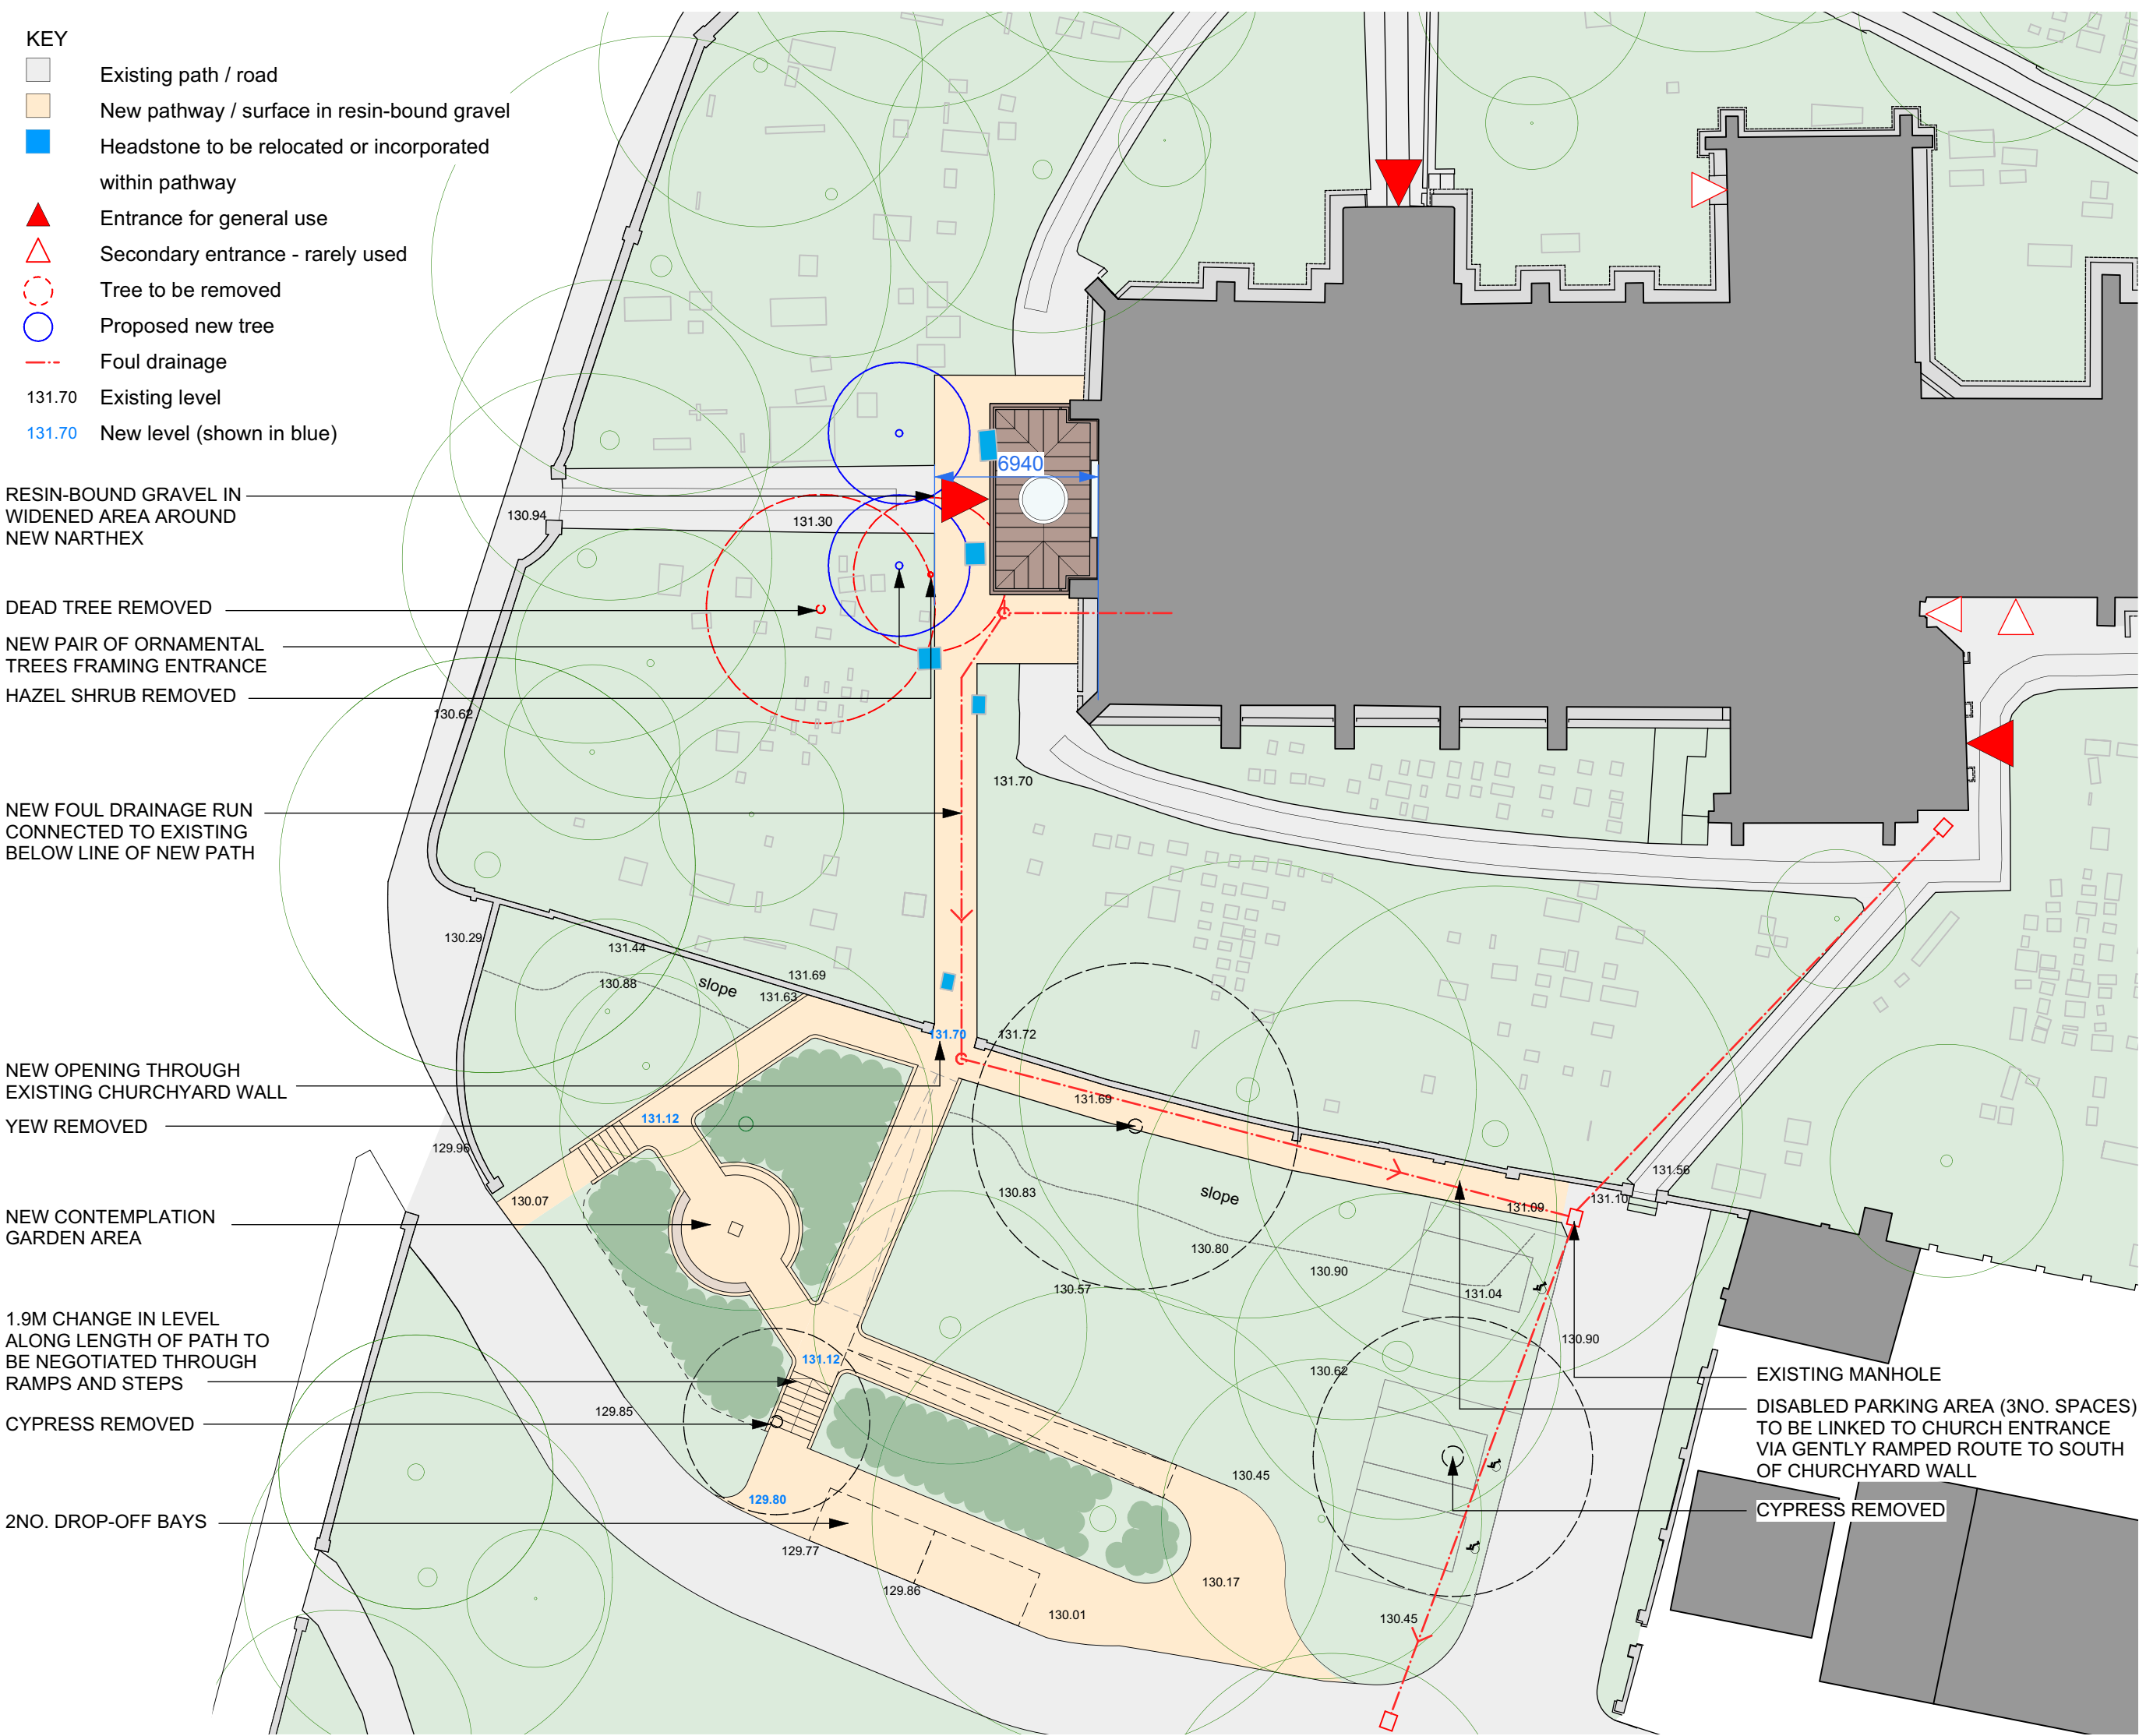 KEY
Existing path / road
New pathway / surface in resin-bound gravel
Headstone to be relocated or incorporated
within pathway
Entrance for general use
Secondary entrance - rarely used
Tree to be removed
Proposed new tree
Foul drainage
131.70 Existing level
131.70 New level (shown in blue)
6940
RESIN-BOUND GRAVEL IN
WIDENED AREA AROUND
NEW NARTHEX
130.94
131.30
DEAD TREE REMOVED
NEW PAIR OF ORNAMENTAL
TREES FRAMING ENTRANCE
HAZEL SHRUB REMOVED
130.62
131.70
NEW FOUL DRAINAGE RUN
CONNECTED TO EXISTING
BELOW LINE OF NEW PATH
130.29
131.44
131.69
130.88
slope
131.63
131.70
131.72
NEW OPENING THROUGH
EXISTING CHURCHYARD WALL
131.69
131.12
YEW REMOVED
129.96
131.56
130.83
slope
131.10
130.07
131.09
NEW CONTEMPLATION
GARDEN AREA
130.80
130.90
130.57
131.04
1.9M CHANGE IN LEVEL
ALONG LENGTH OF PATH TO
BE NEGOTIATED THROUGH
RAMPS AND STEPS
130.90
131.12
130.62
EXISTING MANHOLE
129.85
CYPRESS REMOVED
DISABLED PARKING AREA (3NO. SPACES)
TO BE LINKED TO CHURCH ENTRANCE
VIA GENTLY RAMPED ROUTE TO SOUTH
OF CHURCHYARD WALL
130.45
129.80
CYPRESS REMOVED
2NO. DROP-OFF BAYS
129.77
130.17
129.86
130.01
130.45